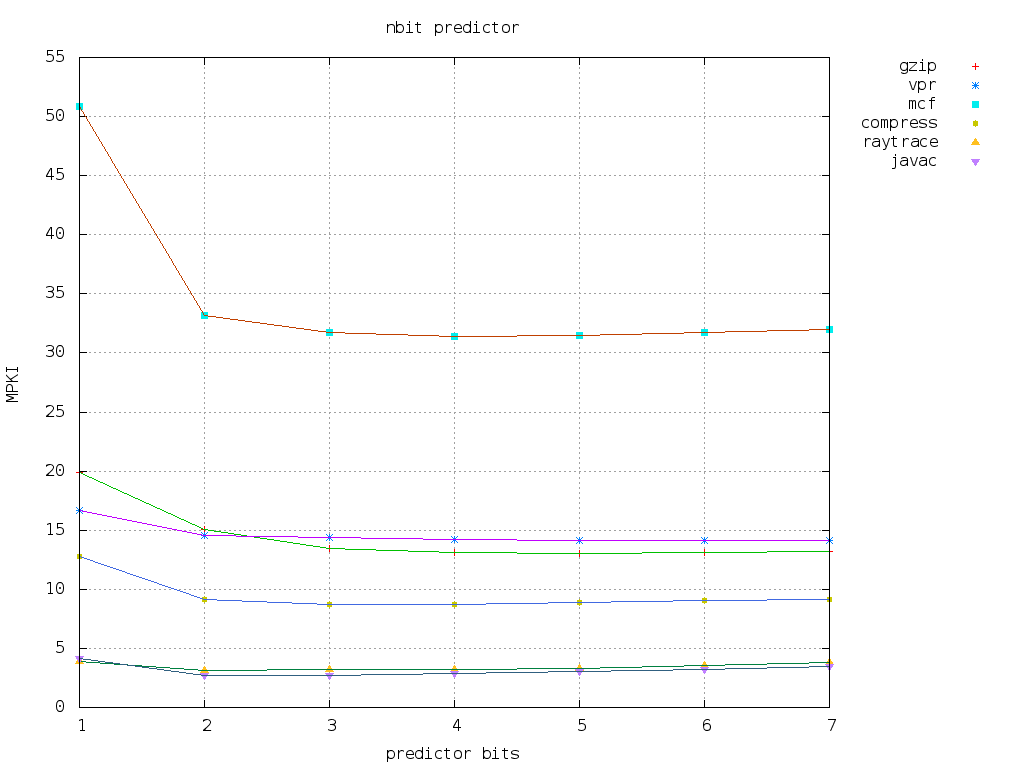 nbit predictor
55
50
45
40
35
30
25
20
15
10
5
0
MPKI
1 2 3 4 5 6 7
predictor bits
gzip
vpr
mcf
compress
raytrace
javac